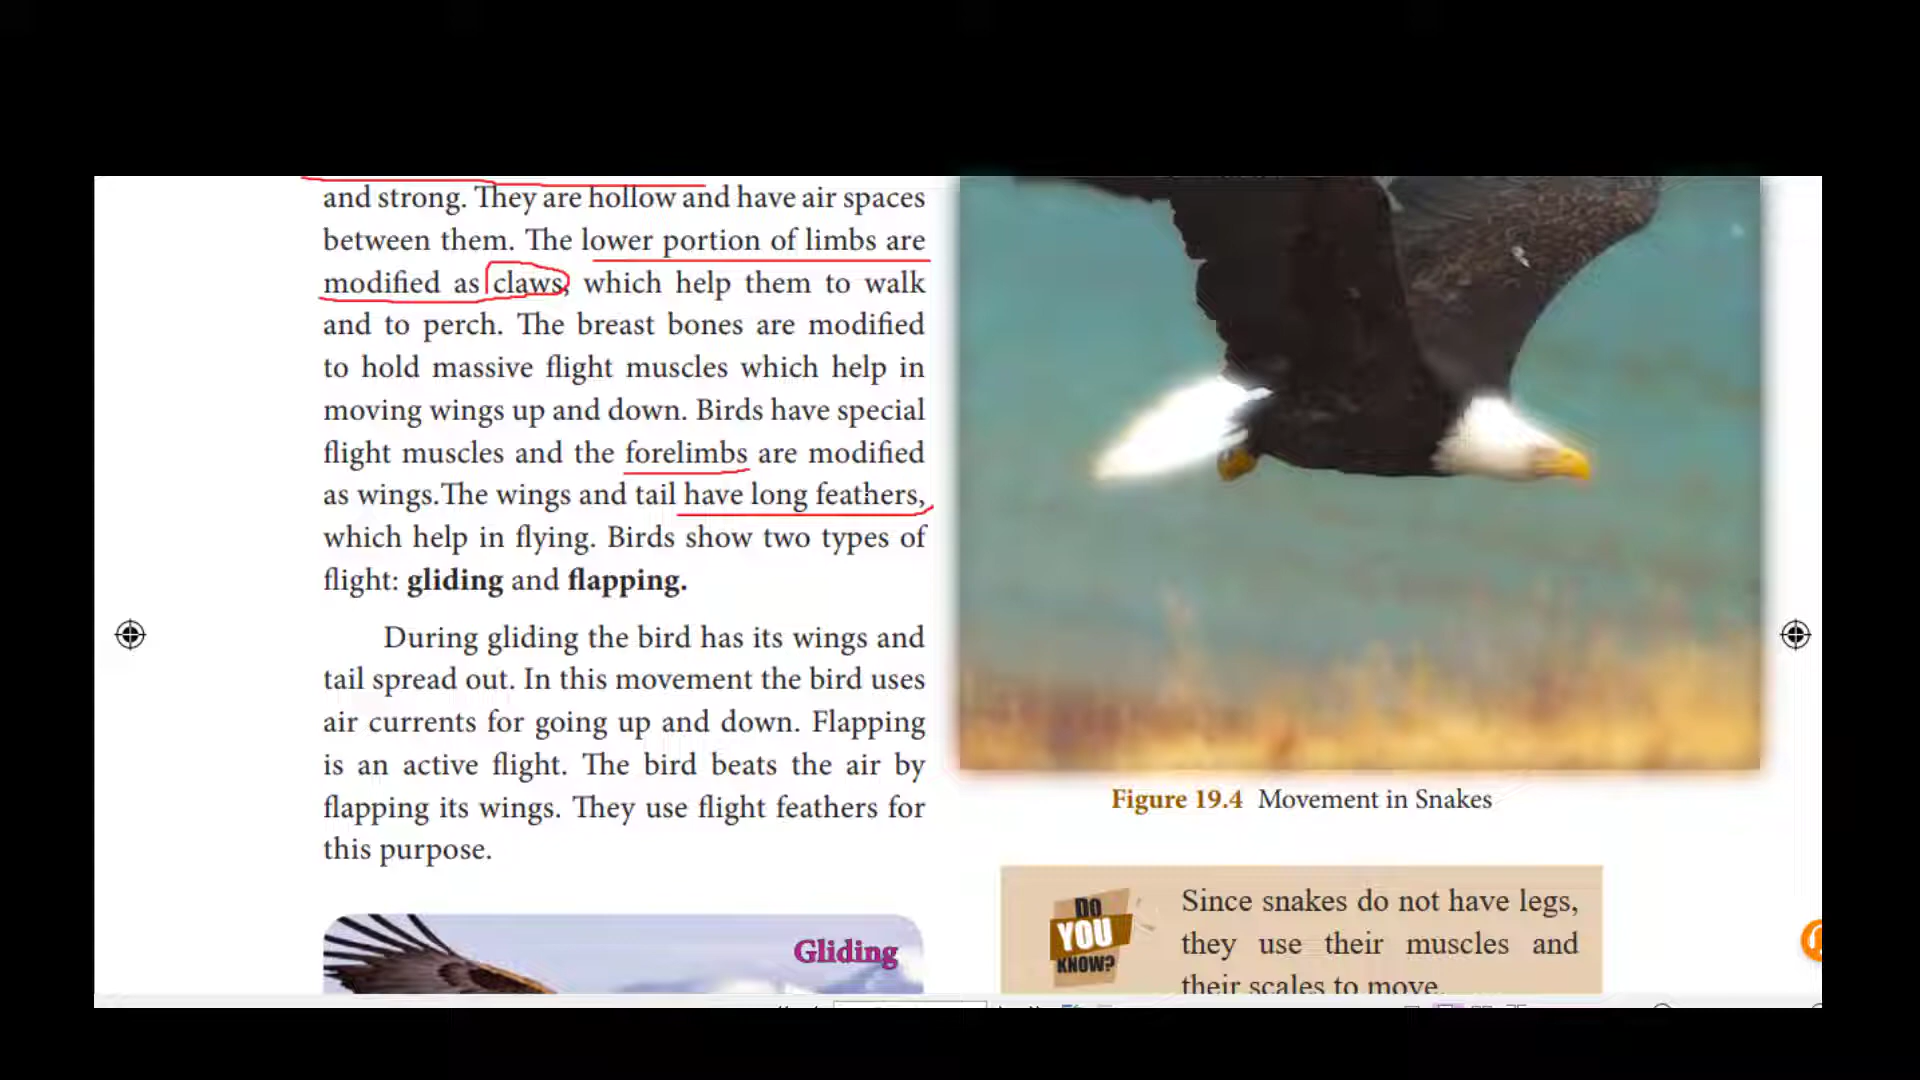 and strong. They are hollow and have air spaces
between them. The lower portion of limbs are
modified as claws, which help them to walk
and to perch. The breast bones are modified
to hold massive flight muscles which help in
moving wings up and down. Birds have special
flight muscles and the forelimbs are modified
as wings.The wings and tail have long feathers,
which help in flying. Birds show two types of
flight: gliding and flapping.
During gliding the bird has its wings and
tail spread out. In this movement the bird uses
air currents for going up and down. Flapping
is an active flight. The bird beats the air by
flapping its wings. They use flight feathers for
this purpose.
Gliding
Figure 19.4 Movement in Snakes
DO
YOU
KNOW?
Since snakes do not have legs,
they use their muscles and
their scales to move.